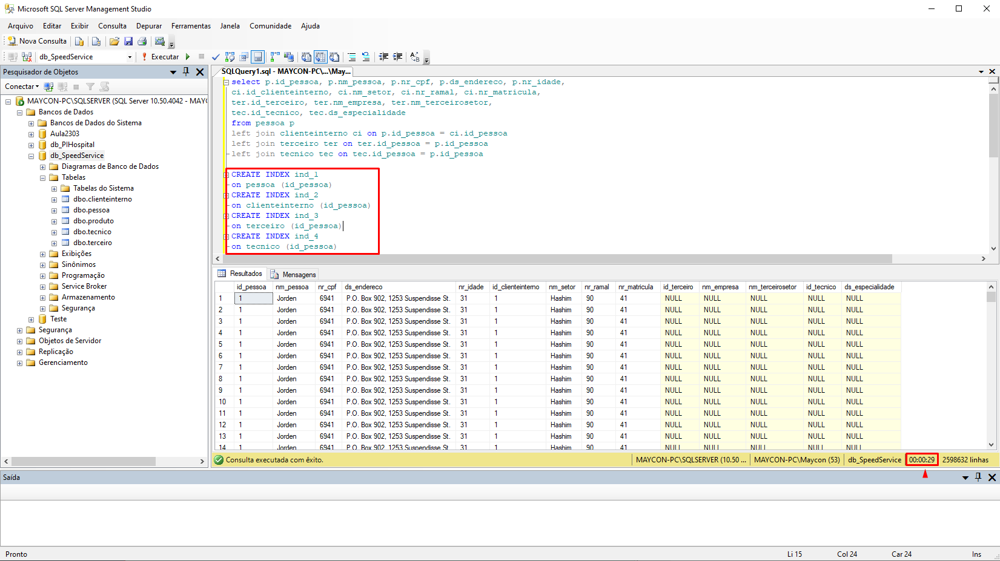 Microsoft SQL Server Management Studio
Arquivo Editar Exibir Consulta Depurar Ferramentas Janela Comunidade Ajuda
Nova Consulta
db_SpeedService Executar
Pesquisador de Objetos
Conectar
MAYCON-PC\SQLSERVER (SQL Server 10.50.4042 - MAYC
Bancos de Dados
Bancos de Dados do Sistema
Aula2303
db_PIHospital
db_SpeedService
Diagramas de Banco de Dados
Tabelas
Tabelas do Sistema
dbo.clienteinterno
dbo.pessoa
dbo.produto
dbo.tecnico
dbo.terceiro
Exibições
Sinônimos
Programação
Service Broker
Armazenamento
Segurança
Teste
Segurança
Objetos de Servidor
Replicação
Gerenciamento
SQLQuery1.sql - MAYCON-PC\...\May...
select p.id_pessoa, p.nm_pessoa, p.nr_cpf, p.ds_endereco, p.nr_idade,
ci.id_clienteinterno, ci.nm_setor, ci.nr_ramal, ci.nr_matricula,
ter.id_terceiro, ter.nm_empresa, ter.nm_terceirosetor,
tec.id_tecnico, tec.ds_especialidade
from pessoa p
left join clienteinterno ci on p.id_pessoa = ci.id_pessoa
left join terceiro ter on ter.id_pessoa = p.id_pessoa
left join tecnico tec on tec.id_pessoa = p.id_pessoa
CREATE INDEX ind_1
on pessoa (id_pessoa)
CREATE INDEX ind_2
on clienteinterno (id_pessoa)
CREATE INDEX ind_3
on terceiro (id_pessoa)
CREATE INDEX ind_4
on tecnico (id_pessoa)
Resultados Mensagens
id_pessoa nm_pessoa nr_cpf ds_endereco nr_idade id_clienteinterno nm_setor nr_ramal nr_matricula id_terceiro nm_empresa nm_terceirosetor id_tecnico ds_especialidade
1 1 Jorden 6941 P.O. Box 902, 1253 Suspendisse St. 31 1 Hashim 90 41 NULL NULL NULL NULL NULL
2 1 Jorden 6941 P.O. Box 902, 1253 Suspendisse St. 31 1 Hashim 90 41 NULL NULL NULL NULL NULL
3 1 Jorden 6941 P.O. Box 902, 1253 Suspendisse St. 31 1 Hashim 90 41 NULL NULL NULL NULL NULL
4 1 Jorden 6941 P.O. Box 902, 1253 Suspendisse St. 31 1 Hashim 90 41 NULL NULL NULL NULL NULL
5 1 Jorden 6941 P.O. Box 902, 1253 Suspendisse St. 31 1 Hashim 90 41 NULL NULL NULL NULL NULL
6 1 Jorden 6941 P.O. Box 902, 1253 Suspendisse St. 31 1 Hashim 90 41 NULL NULL NULL NULL NULL
7 1 Jorden 6941 P.O. Box 902, 1253 Suspendisse St. 31 1 Hashim 90 41 NULL NULL NULL NULL NULL
8 1 Jorden 6941 P.O. Box 902, 1253 Suspendisse St. 31 1 Hashim 90 41 NULL NULL NULL NULL NULL
9 1 Jorden 6941 P.O. Box 902, 1253 Suspendisse St. 31 1 Hashim 90 41 NULL NULL NULL NULL NULL
10 1 Jorden 6941 P.O. Box 902, 1253 Suspendisse St. 31 1 Hashim 90 41 NULL NULL NULL NULL NULL
11 1 Jorden 6941 P.O. Box 902, 1253 Suspendisse St. 31 1 Hashim 90 41 NULL NULL NULL NULL NULL
12 1 Jorden 6941 P.O. Box 902, 1253 Suspendisse St. 31 1 Hashim 90 41 NULL NULL NULL NULL NULL
13 1 Jorden 6941 P.O. Box 902, 1253 Suspendisse St. 31 1 Hashim 90 41 NULL NULL NULL NULL NULL
14 1 Jorden 6941 P.O. Box 902, 1253 Suspendisse St. 31 1 Hashim 90 41 NULL NULL NULL NULL NULL
Consulta executada com êxito. MAYCON-PC\SQLSERVER (10.50 ... MAYCON-PC\Maycon (53) db_SpeedService 00:00:29 2598632 linhas
Saída
Pronto Li 15 Col 24 Car 24 Ins